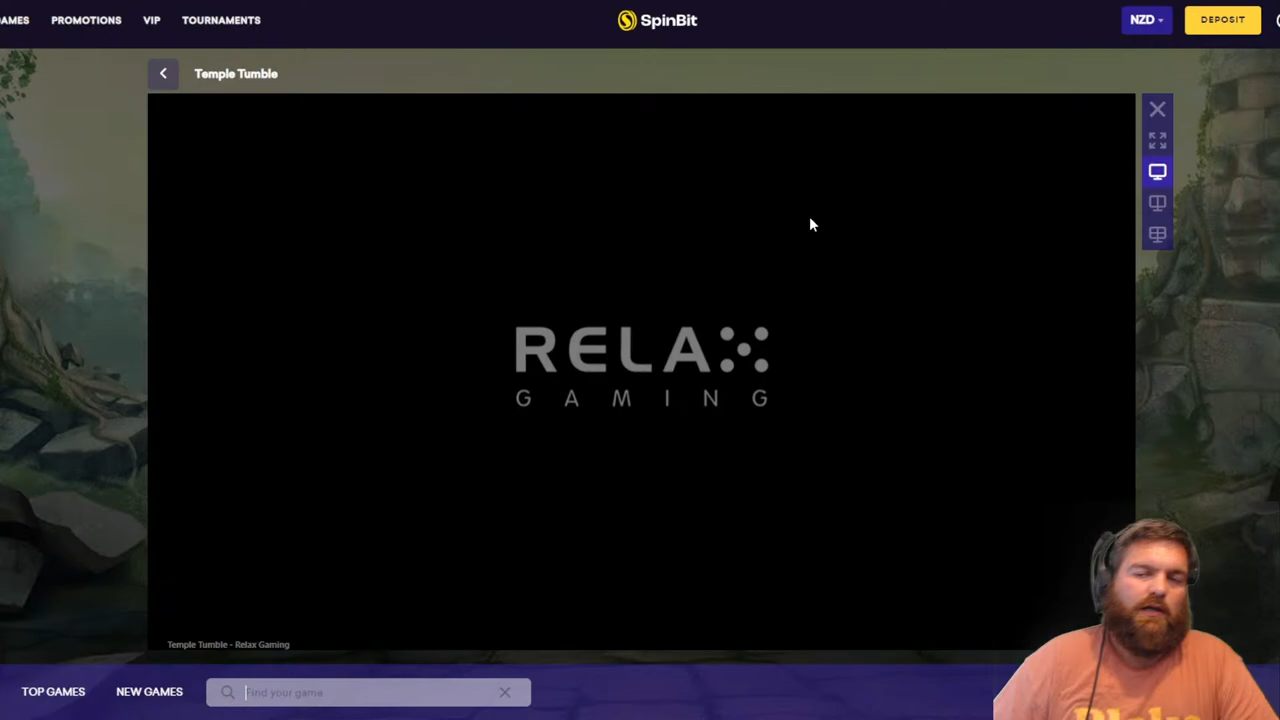 PROMOTIONS
VIP
TOURNAMENTS
SpinBit
NZD
DEPOSIT
Temple Tumble
RELAX
GAMING
Temple Tumble - Relax Gaming
TOP GAMES
NEW GAMES
Find your game